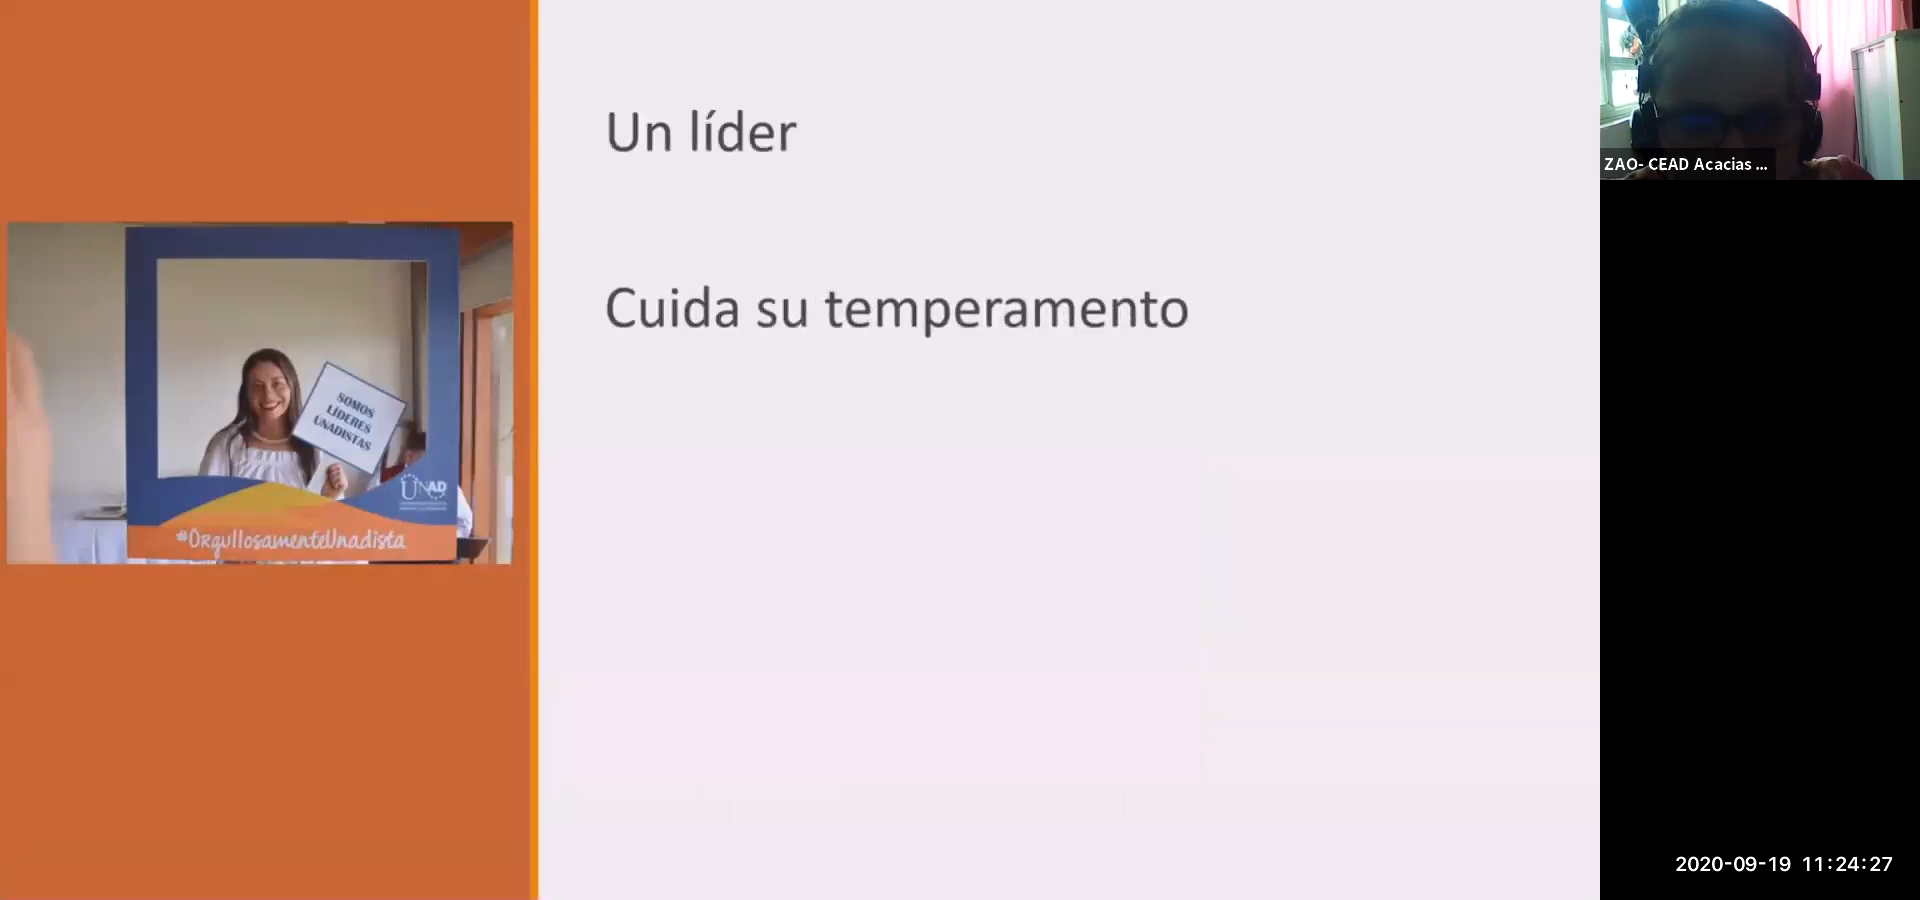 Un líder
Cuida su temperamento
SOMOS
LÍDERES
UNADISTAS
UNAD
#OrgullosamenteUnadista
ZAO- CEAD Acacias ...
2020-09-19 11:24:27